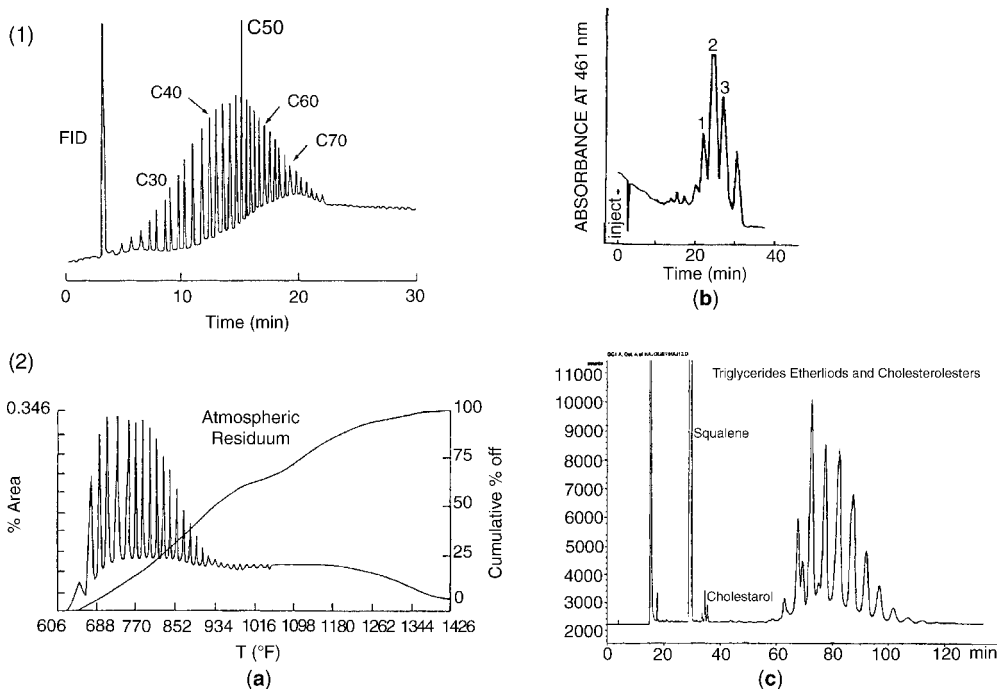 (1)
C50
C40
C60
FID
C70
C30
0 10 20 30
Time (min)
(2)
0.346
% Area
Atmospheric
Residuum
100
75
50
25
0
Cumulative % off
606 688 770 852 934 1016 1098 1180 1262 1344 1426
T (°F)
(a)
ABSORBANCE AT 461 nm
2
3
1
inject
0 20 40
Time (min)
(b)
Triglycerides Etherliods and Cholesterolesters
11000
10000
9000
8000
7000
6000
5000
4000
3000
2000
Squalene
Cholestarol
0 20 40 60 80 100 120 min
(c)